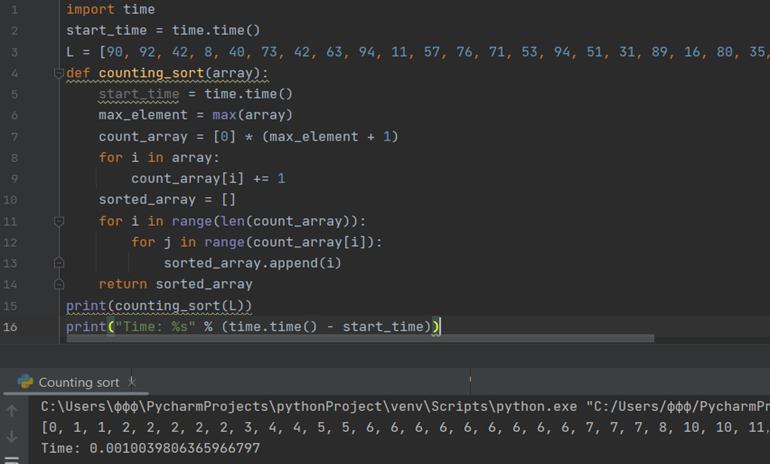 1 import time
2 start_time = time.time()
3 L = [90, 92, 42, 8, 40, 73, 42, 63, 94, 11, 57, 76, 71, 53, 94, 51, 31, 89, 16, 80, 35,
4 def counting_sort(array):
5 start_time = time.time()
6 max_element = max(array)
7 count_array = [0] * (max_element + 1)
8 for i in array:
9 count_array[i] += 1
10 sorted_array = []
11 for i in range(len(count_array)):
12 for j in range(count_array[i]):
13 sorted_array.append(i)
14 return sorted_array
15 print(counting_sort(L))
16 print("Time: %s" % (time.time() - start_time))
Counting sort ×
C:\Users\ффф\PycharmProjects\pythonProject\venv\Scripts\python.exe "C:/Users/ффф/PycharmP
[0, 1, 1, 2, 2, 2, 2, 2, 3, 4, 4, 5, 5, 6, 6, 6, 6, 6, 6, 6, 6, 6, 7, 7, 7, 8, 10, 10, 11,
Time: 0.0010039806365966797